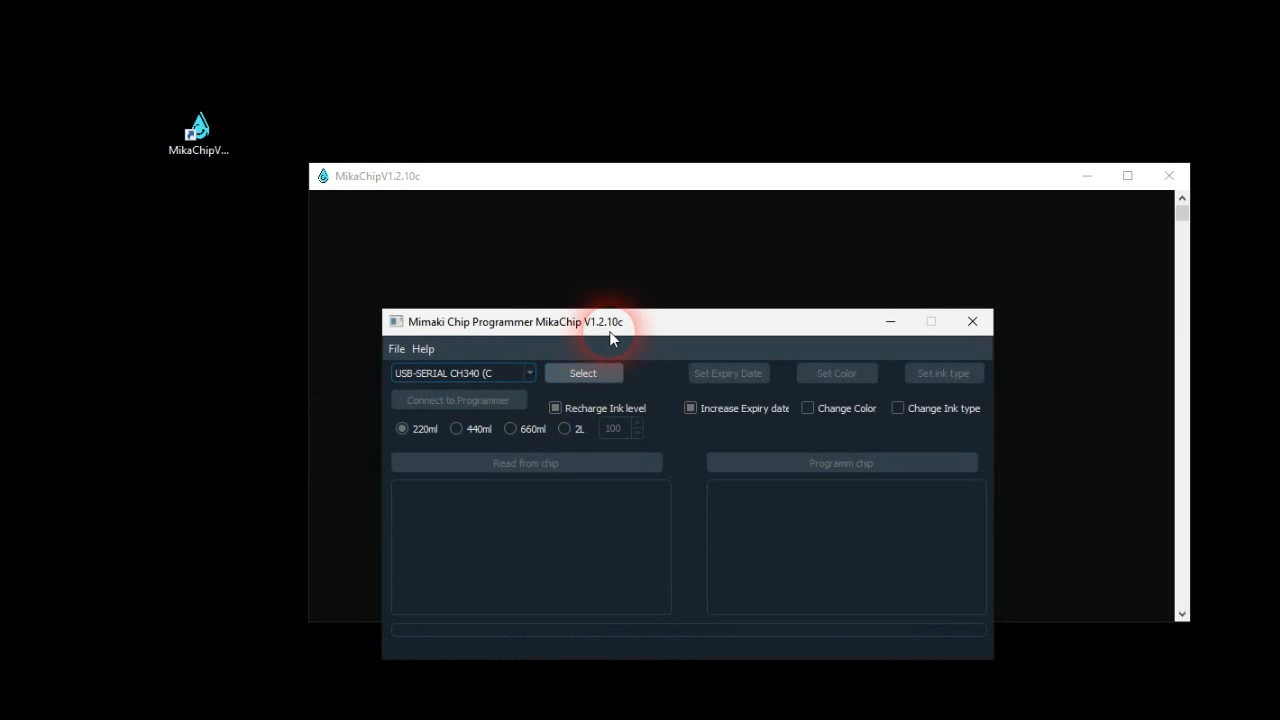 MikaChipV...
MikaChipV1.2.10c
Mimaki Chip Programmer MikaChip V1.2.10c
File Help
USB-SERIAL CH340 (C Select Set Expiry Date Set Color Set ink type
Connect to Programmer Recharge Ink level Increase Expiry date Change Color Change Ink type
220ml 440ml 660ml 2L 100
Read from chip Programm chip